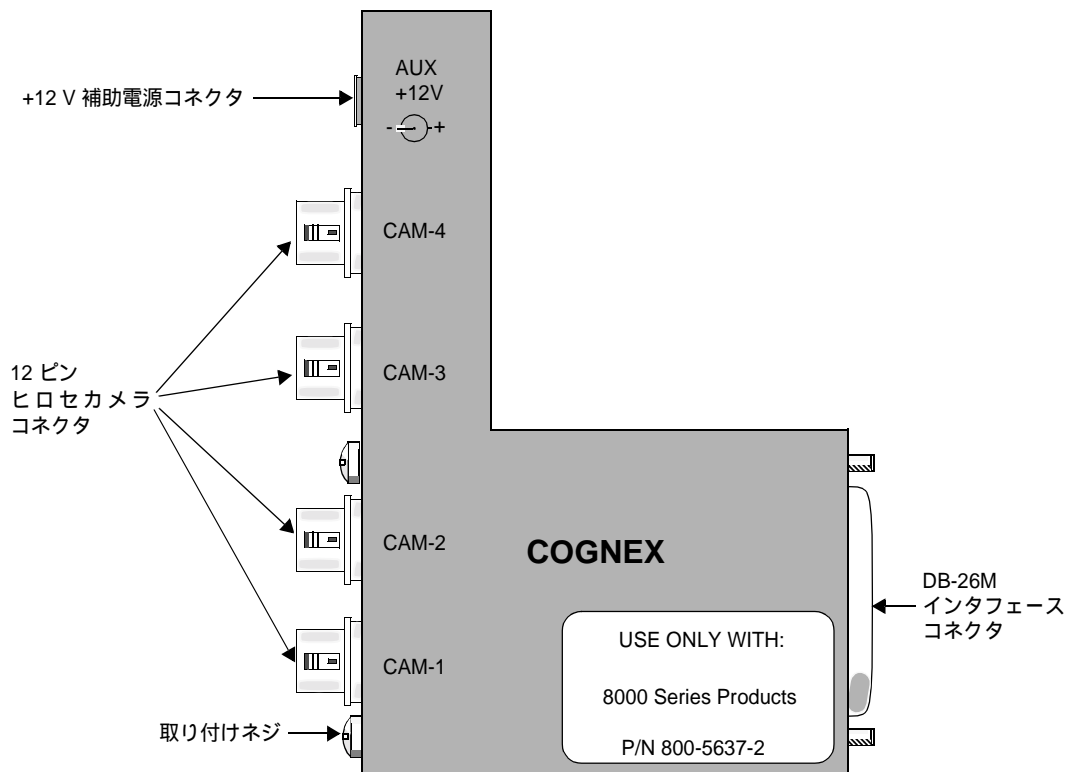 AUX
+12V
- +
+12 V 補助電源コネクタ
CAM-4
CAM-3
12 ピン
ヒロセカメラ
コネクタ
CAM-2
COGNEX
DB-26M
インタフェース
コネクタ
USE ONLY WITH:
8000 Series Products
P/N 800-5637-2
CAM-1
取り付けネジ